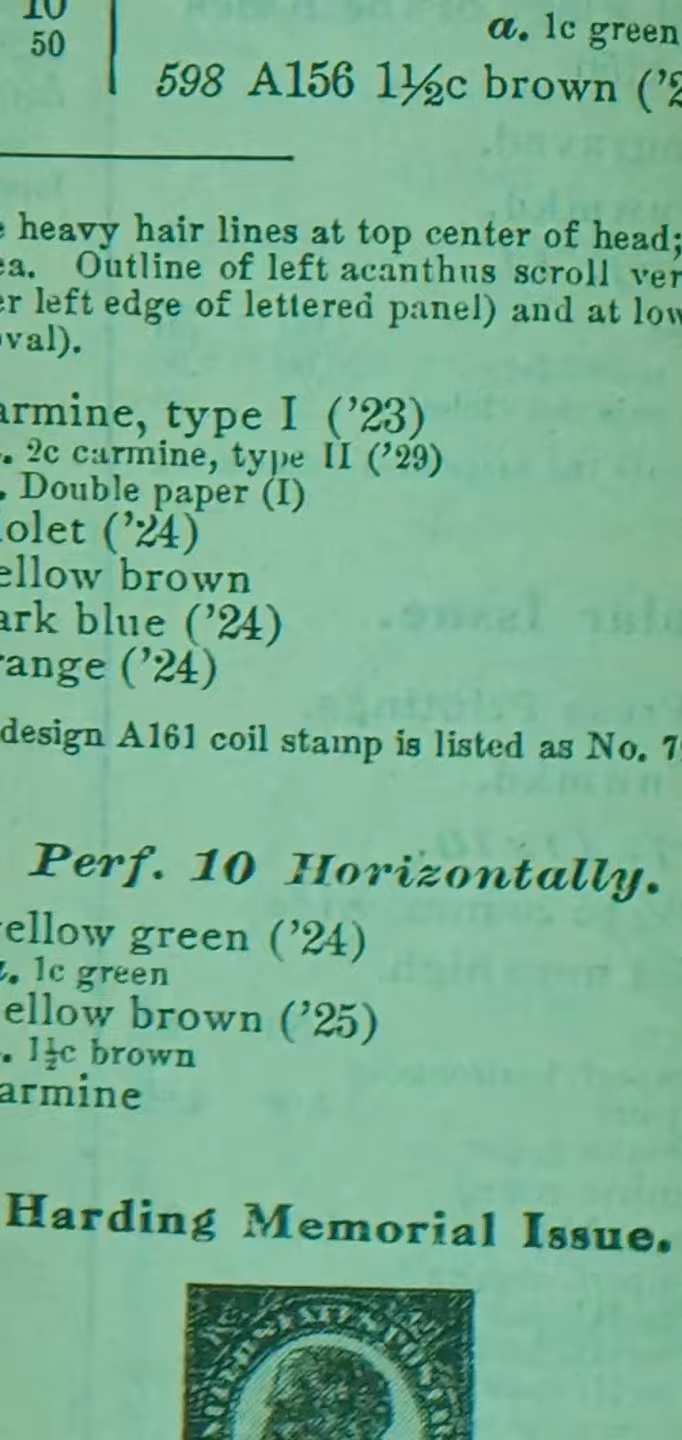 10
50
a. 1c green
598 A156 1½c brown ('2
heavy hair lines at top center of head;
ea. Outline of left acanthus scroll ver
er left edge of lettered panel) and at low
oval).
armine, type I ('23)
. 2c carmine, type II ('29)
. Double paper (I)
iolet ('24)
ellow brown
ark blue ('24)
range ('24)
design A161 coil stamp is listed as No. 7
Perf. 10 Horizontally.
ellow green ('24)
a. 1c green
ellow brown ('25)
. 1½c brown
armine
Harding Memorial Issue.